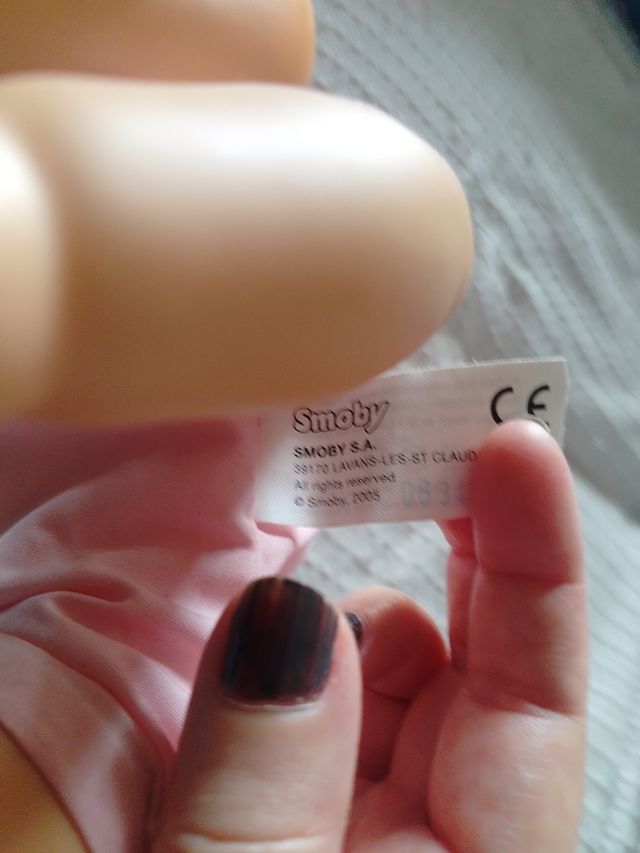 Smoby
CE
SMOBY S.A.
39170 LAVANS-LES-ST CLAUD
All rights reserved
© Smoby, 2005